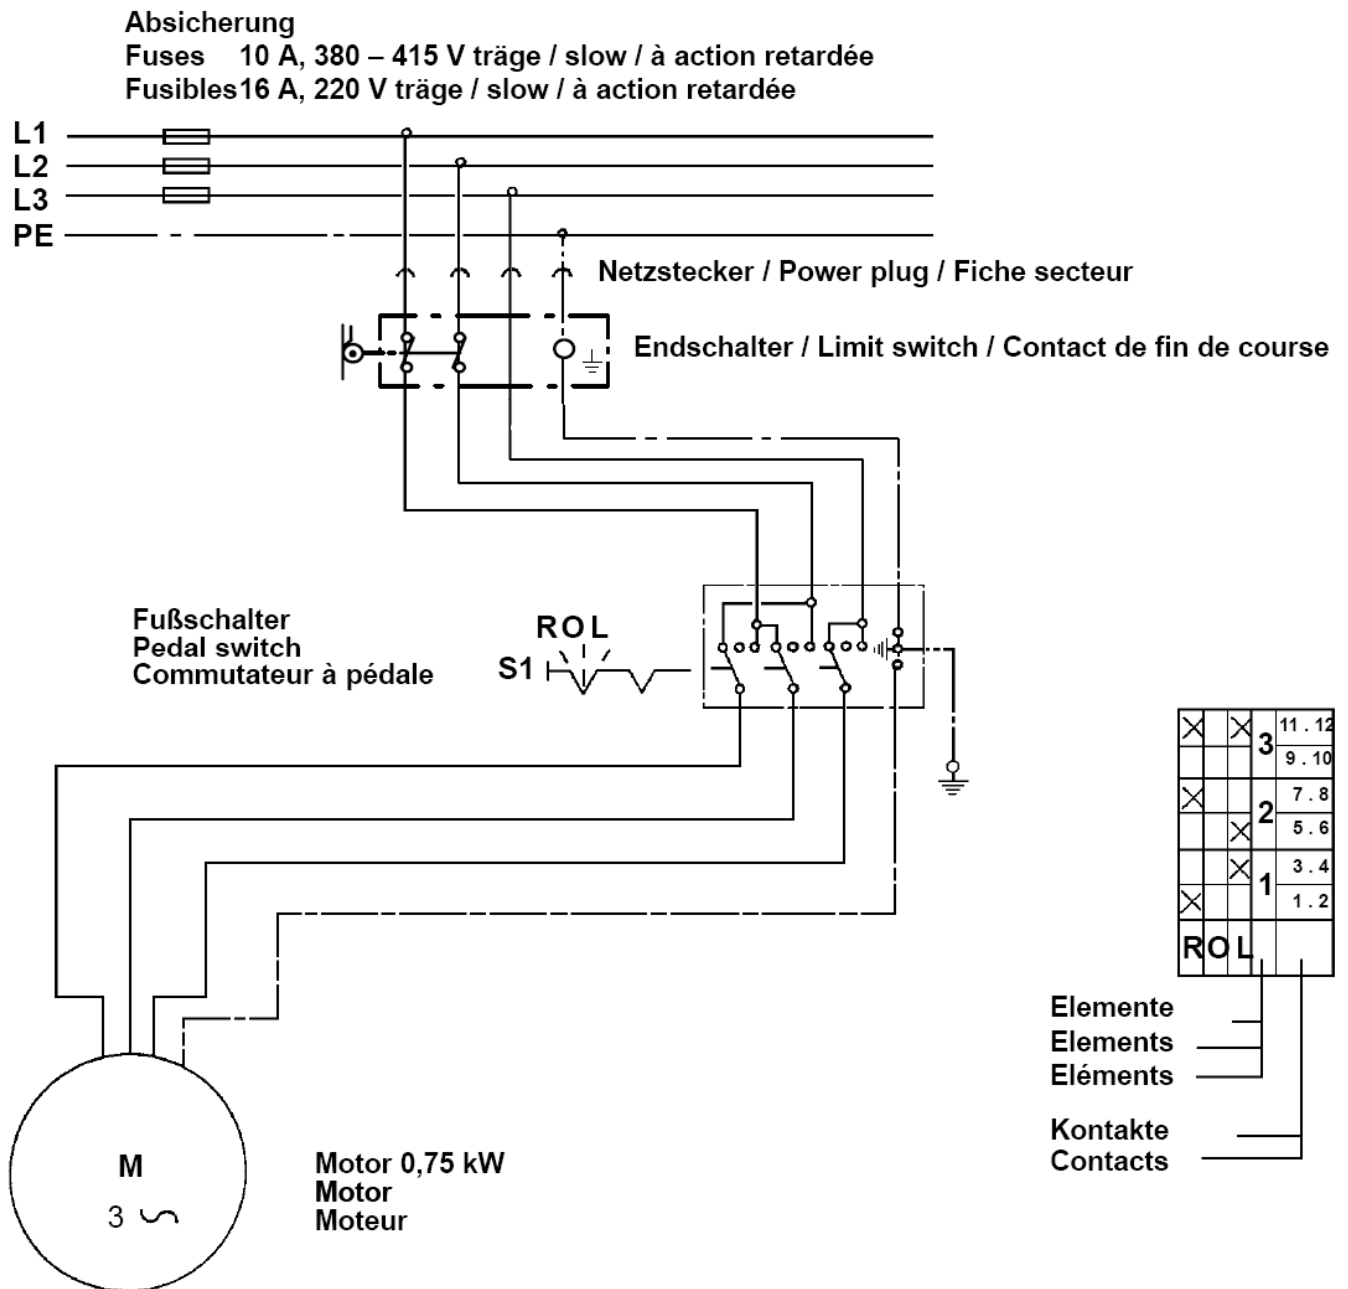 Absicherung
Fuses 10 A, 380 – 415 V träge / slow / à action retardée
Fusibles 16 A, 220 V träge / slow / à action retardée
L1
L2
L3
PE
Netzstecker / Power plug / Fiche secteur
Endschalter / Limit switch / Contact de fin de course
Fußschalter
Pedal switch
Commutateur à pédale
R O L
S1
3 11 . 12
9 . 10
2 7 . 8
5 . 6
1 3 . 4
1 . 2
R O L
Elemente
Elements
Eléments
Kontakte
Contacts
M
3
Motor 0,75 kW
Motor
Moteur